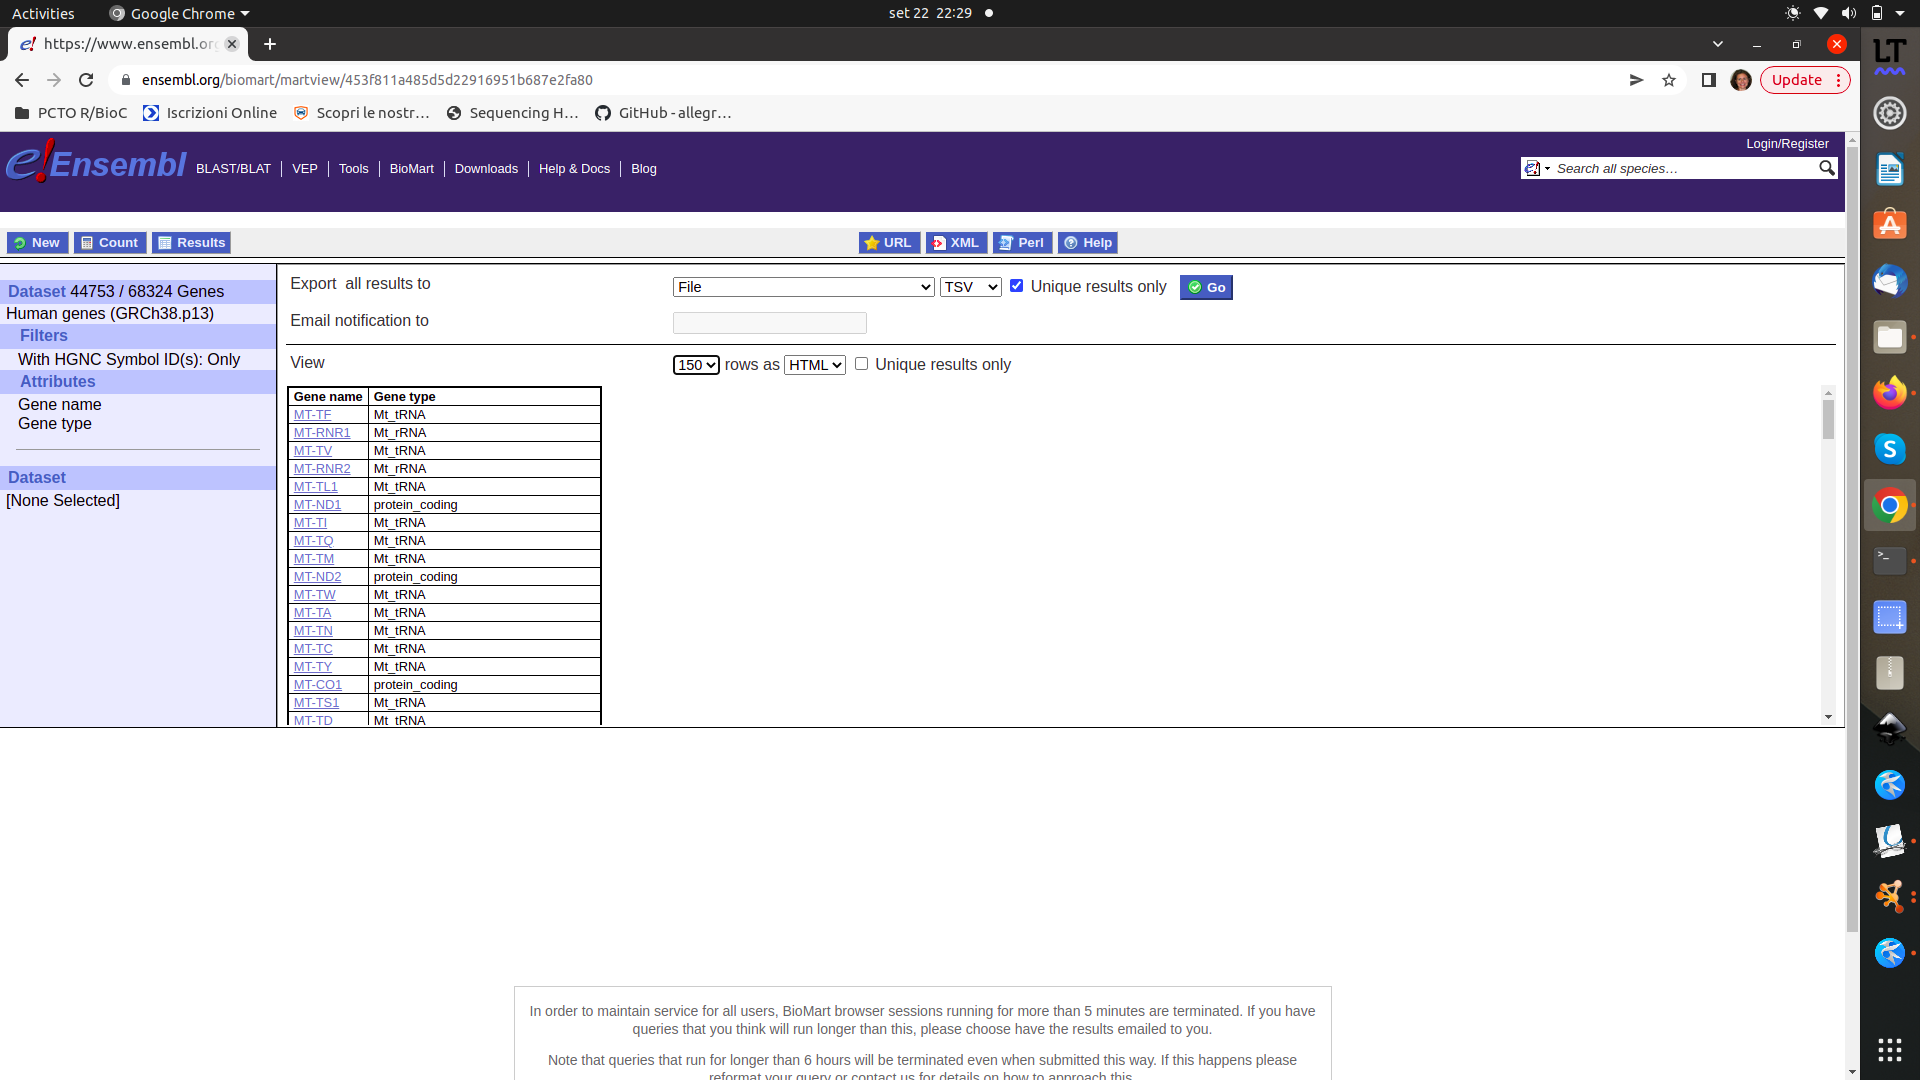 Activities
Google Chrome
set 22 22:29
https://www.ensembl.org
ensembl.org/biomart/martview/453f811a485d5d22916951b687e2fa80
Update
PCTO R/BioC
Iscrizioni Online
Scopri le nostr…
Sequencing H…
GitHub - allegr…
e!Ensembl
BLAST/BLAT
VEP
Tools
BioMart
Downloads
Help & Docs
Blog
Login/Register
Search all species…
New
Count
Results
URL
XML
Perl
Help
Dataset 44753 / 68324 Genes
Human genes (GRCh38.p13)
Filters
With HGNC Symbol ID(s): Only
Attributes
Gene name
Gene type
Dataset
[None Selected]
Export all results to
File
TSV
Unique results only
Go
Email notification to
View
150 rows as HTML
Unique results only
Gene name Gene type
MT-TF Mt_tRNA
MT-RNR1 Mt_rRNA
MT-TV Mt_tRNA
MT-RNR2 Mt_rRNA
MT-TL1 Mt_tRNA
MT-ND1 protein_coding
MT-TI Mt_tRNA
MT-TQ Mt_tRNA
MT-TM Mt_tRNA
MT-ND2 protein_coding
MT-TW Mt_tRNA
MT-TA Mt_tRNA
MT-TN Mt_tRNA
MT-TC Mt_tRNA
MT-TY Mt_tRNA
MT-CO1 protein_coding
MT-TS1 Mt_tRNA
MT-TD Mt_tRNA
In order to maintain service for all users, BioMart browser sessions running for more than 5 minutes are terminated. If you have
queries that you think will run longer than this, please choose have the results emailed to you.
Note that queries that run for longer than 6 hours will be terminated even when submitted this way. If this happens please
reformat your query or contact us for details on how to approach this.
LT